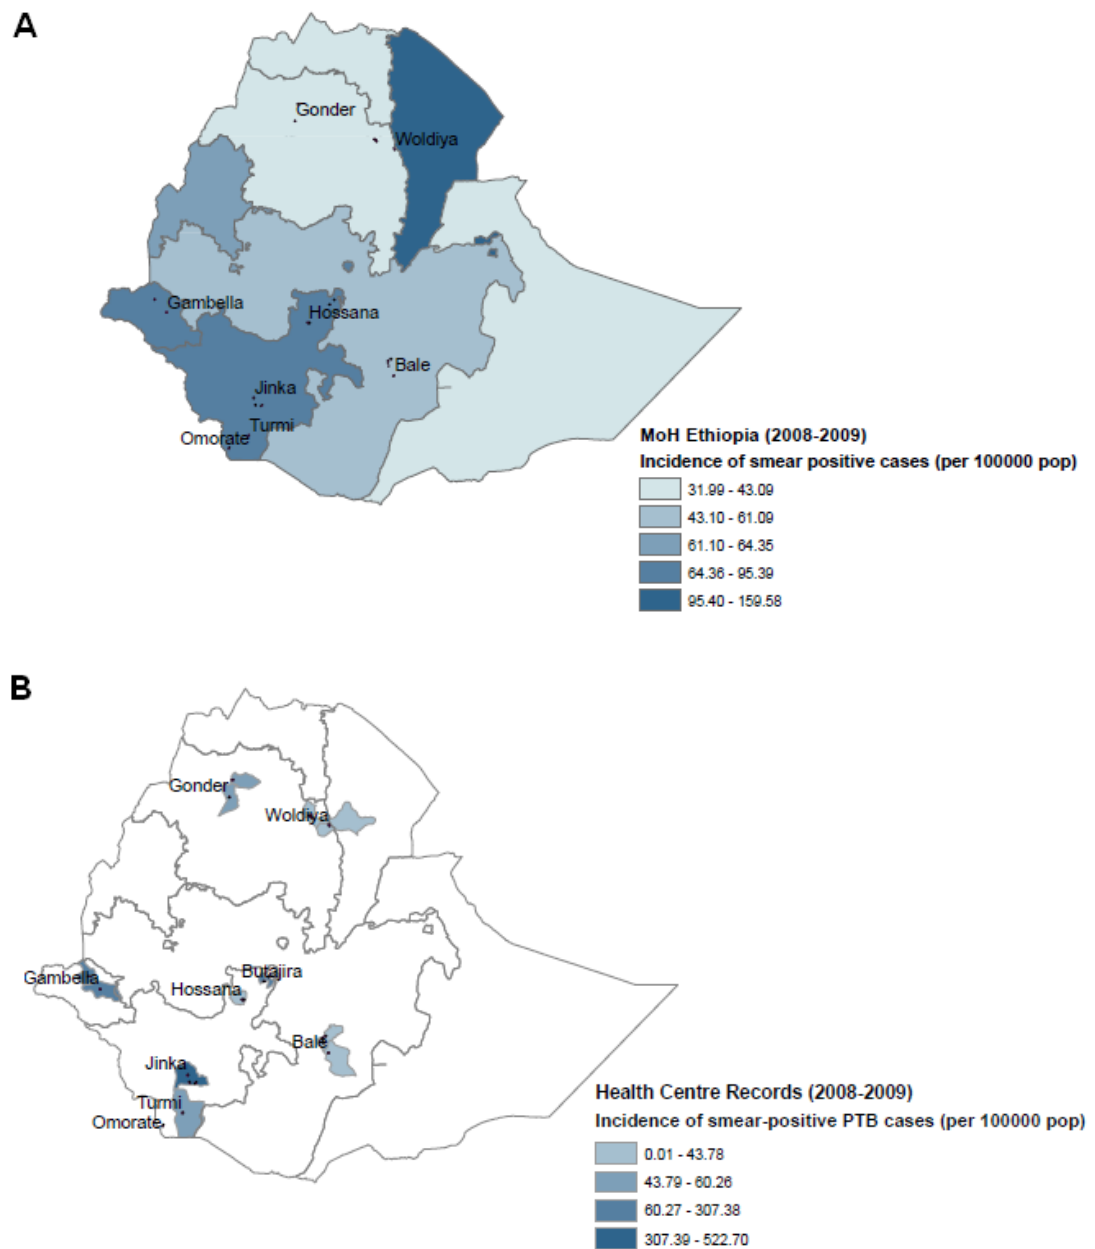 A
Gonder
Woldiya
Gambella
Hossana
Bale
Jinka
Turmi
Omorate
MoH Ethiopia (2008-2009)
Incidence of smear positive cases (per 100000 pop)
31.99 - 43.09
43.10 - 61.09
61.10 - 64.35
64.36 - 95.39
95.40 - 159.58
B
Gonder
Woldiya
Butajira
Gambella
Hossana
Bale
Jinka
Turmi
Omorate
Health Centre Records (2008-2009)
Incidence of smear-positive PTB cases (per 100000 pop)
0.01 - 43.78
43.79 - 60.26
60.27 - 307.38
307.39 - 522.70